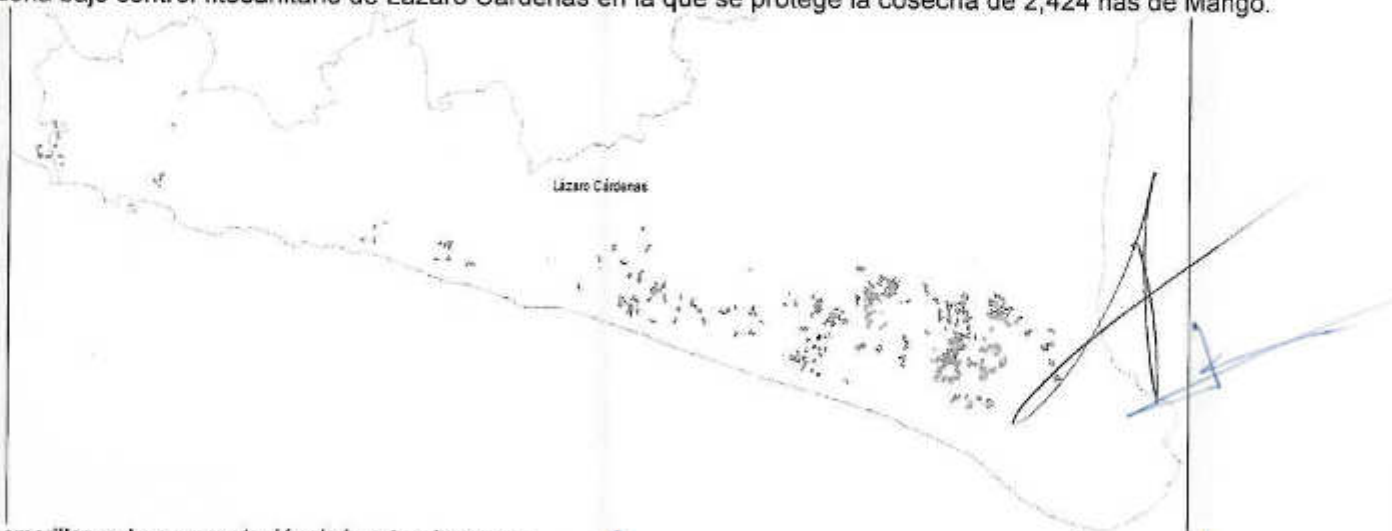 bajo control fitosanitario de Lázaro Cárdenas en la que se protege la cosecha de 2,424 has de Mango.
Lázaro Cárdenas